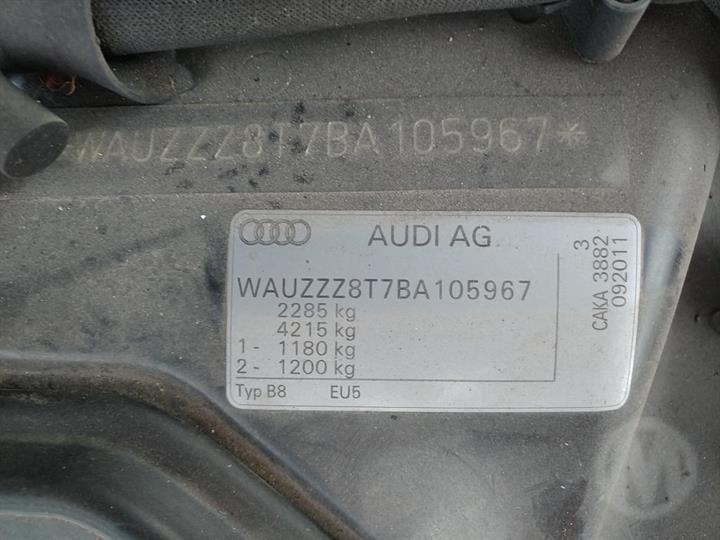 *WAUZZZ8T7BA105967*
AUDI AG
WAUZZZ8T7BA105967
2285 kg
4215 kg
1 - 1180 kg
2 - 1200 kg
Typ B8 EU5
3
CAKA 3882
092011
M